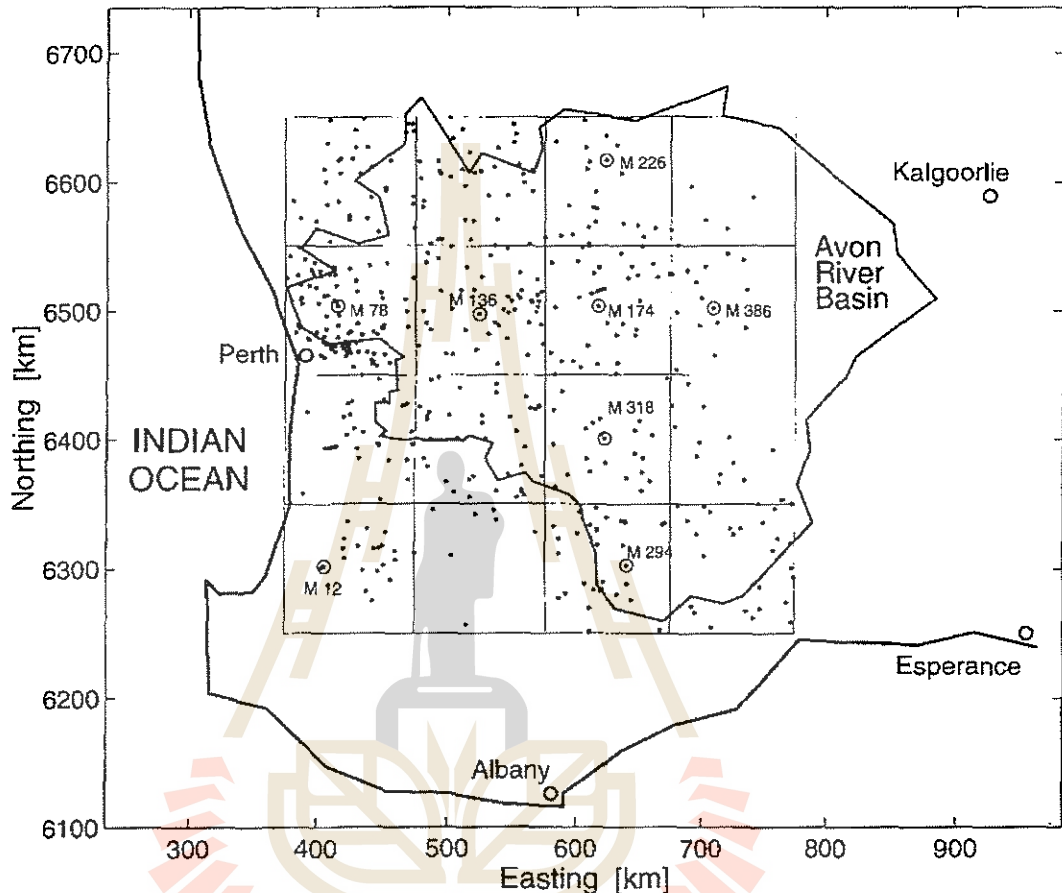 6700
6600
6500
6400
6300
6200
6100
Northing [km]
M 226
Kalgoorlie
Avon
River
Basin
M 78
M 136
M 174
M 386
Perth
M 318
INDIAN
OCEAN
M 12
M 294
Esperance
Albany
300
400
500
600
700
800
900
Easting [km]